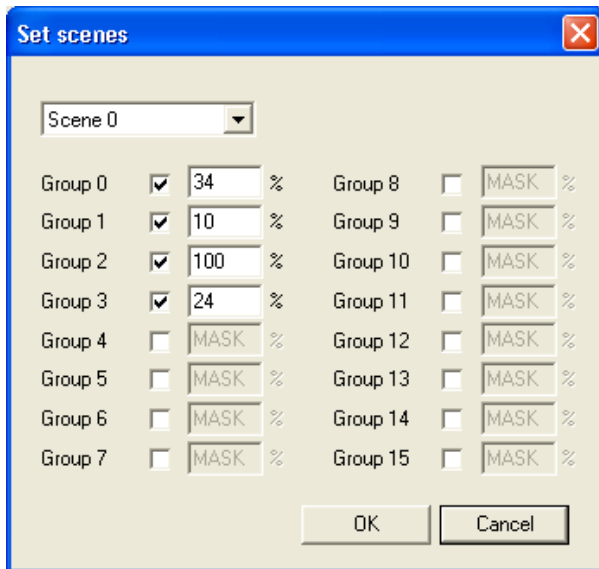 Set scenes
Scene 0
Group 0 34 % Group 8 MASK %
Group 1 10 % Group 9 MASK %
Group 2 100 % Group 10 MASK %
Group 3 24 % Group 11 MASK %
Group 4 MASK % Group 12 MASK %
Group 5 MASK % Group 13 MASK %
Group 6 MASK % Group 14 MASK %
Group 7 MASK % Group 15 MASK %
OK Cancel